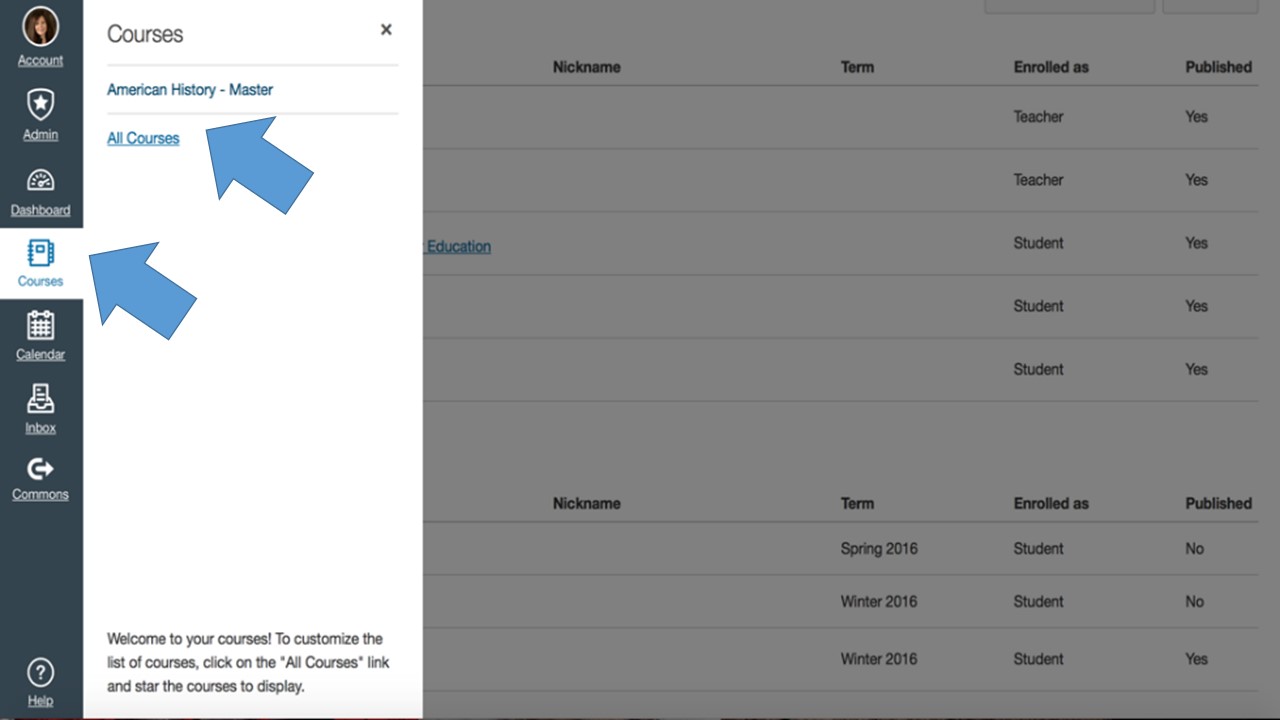 Account
Admin
Dashboard
Courses
Calendar
Inbox
Commons
Help
Courses ×
American History - Master
All Courses
Welcome to your courses! To customize the
list of courses, click on the "All Courses" link
and star the courses to display.
Nickname Term Enrolled as Published
Teacher Yes
Teacher Yes
Education Student Yes
Student Yes
Student Yes
Nickname Term Enrolled as Published
Spring 2016 Student No
Winter 2016 Student No
Winter 2016 Student Yes